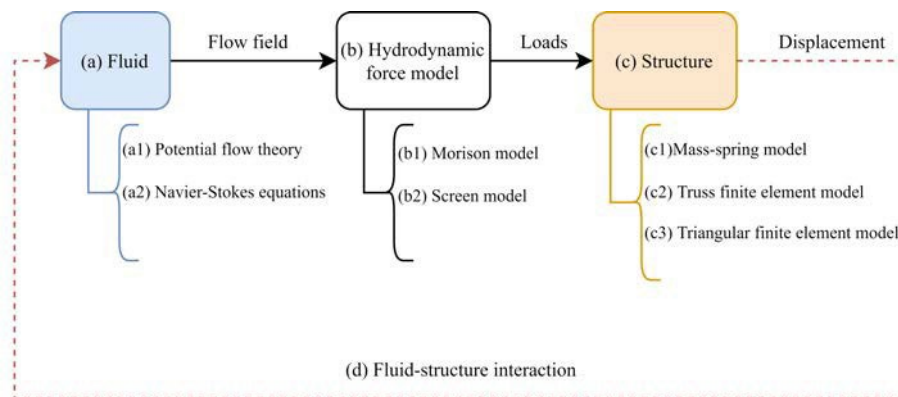 Flow field
Loads
Displacement
(a) Fluid
(b) Hydrodynamic
force model
(c) Structure
(a1) Potential flow theory
(a2) Navier-Stokes equations
(b1) Morison model
(b2) Screen model
(c1)Mass-spring model
(c2) Truss finite element model
(c3) Triangular finite element model
(d) Fluid-structure interaction